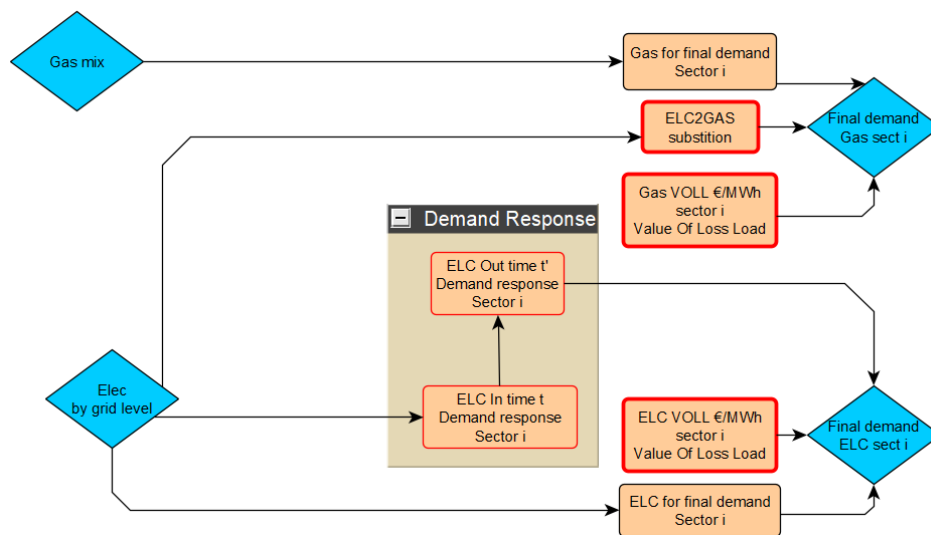 Gas mix
Gas for final demand
Sector i
ELC2GAS
substition
Final demand
Gas sect i
Gas VOLL €/MWh
sector i
Value Of Loss Load
Demand Response
ELC Out time t'
Demand response
Sector i
Elec
by grid level
ELC In time t
Demand response
Sector i
ELC VOLL €/MWh
sector i
Value Of Loss Load
Final demand
ELC sect i
ELC for final demand
Sector i